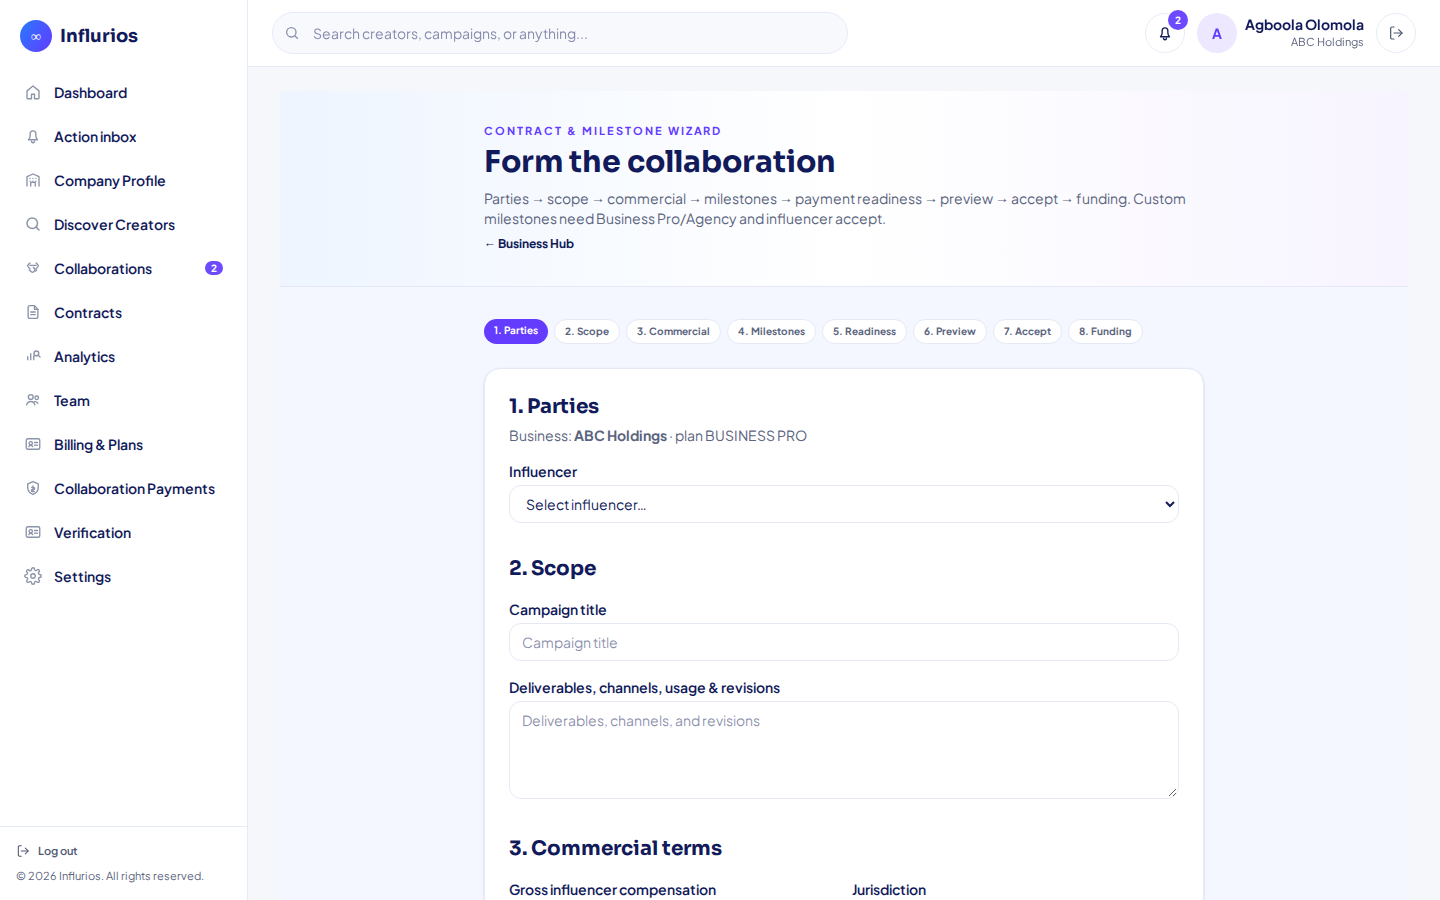 ∞ Influrios
Search creators, campaigns, or anything...
2
A
Agboola Olomola
ABC Holdings
Dashboard
Action inbox
Company Profile
Discover Creators
Collaborations 2
Contracts
Analytics
Team
Billing & Plans
Collaboration Payments
Verification
Settings
Log out
© 2026 Influrios. All rights reserved.
CONTRACT & MILESTONE WIZARD
Form the collaboration
Parties → scope → commercial → milestones → payment readiness → preview → accept → funding. Custom
milestones need Business Pro/Agency and influencer accept.
← Business Hub
1. Parties 2. Scope 3. Commercial 4. Milestones 5. Readiness 6. Preview 7. Accept 8. Funding
1. Parties
Business: ABC Holdings · plan BUSINESS PRO
Influencer
Select influencer…
2. Scope
Campaign title
Campaign title
Deliverables, channels, usage & revisions
Deliverables, channels, and revisions
3. Commercial terms
Gross influencer compensation Jurisdiction